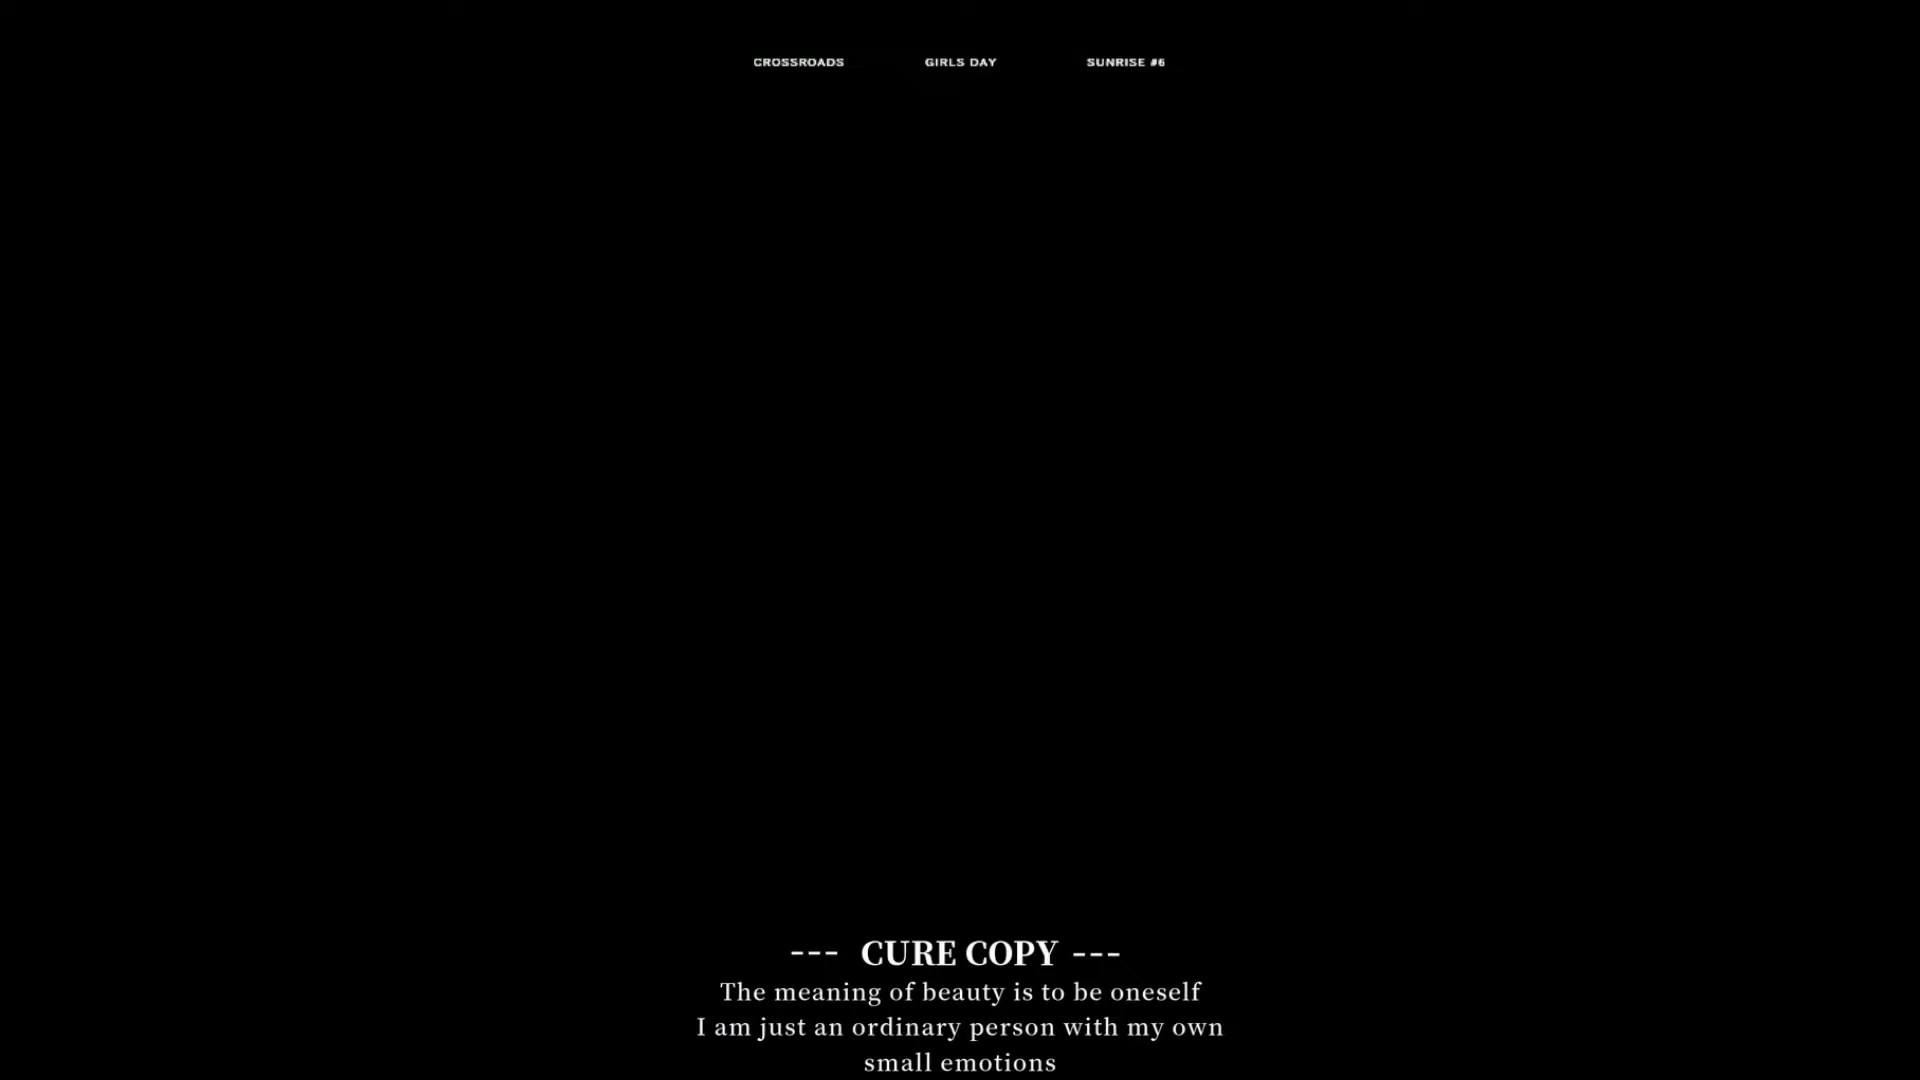 CROSSROADS GIRLS DAY SUNRISE #6
--- CURE COPY ---
The meaning of beauty is to be oneself
I am just an ordinary person with my own
small emotions